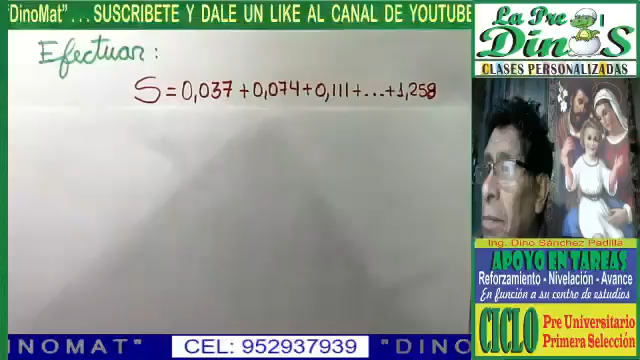 "DinoMat"... SUSCRIBETE Y DALE UN LIKE AL CANAL DE YOUTUBE
La Pre
DinoS
CLASES PERSONALIZADAS
Efectuar:
S = 0,037 + 0,074 + 0,111 + ... + 1,258
Ing. Dino Sánchez Padilla
APOYO EN TAREAS
Reforzamiento - Nivelación - Avance
En función a su centro de estudios
CICLO
Pre Universitario
Primera Selección
INOMAT" CEL: 952937939 "DINO